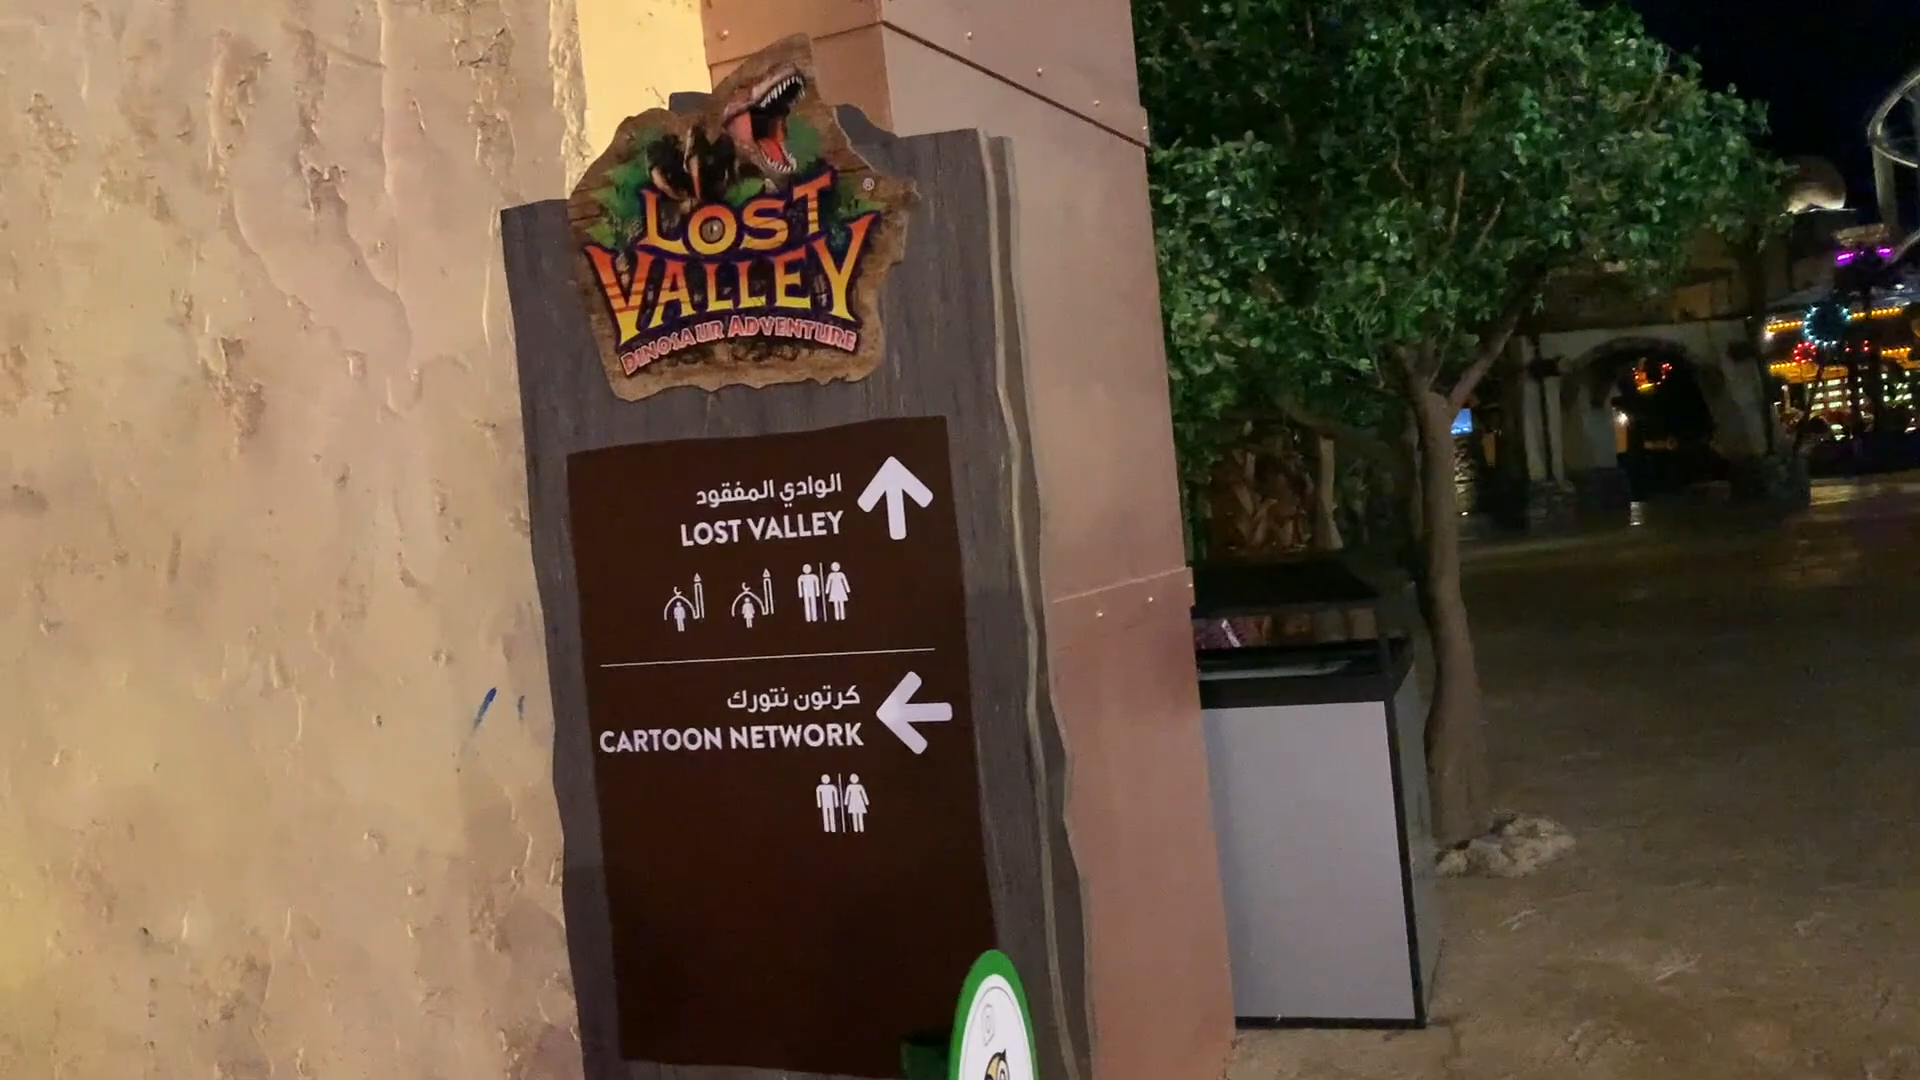 LOST
VALLEY
®
DINOSAUR ADVENTURE
الوادي المفقود
LOST VALLEY
كرتون نتورك
CARTOON NETWORK